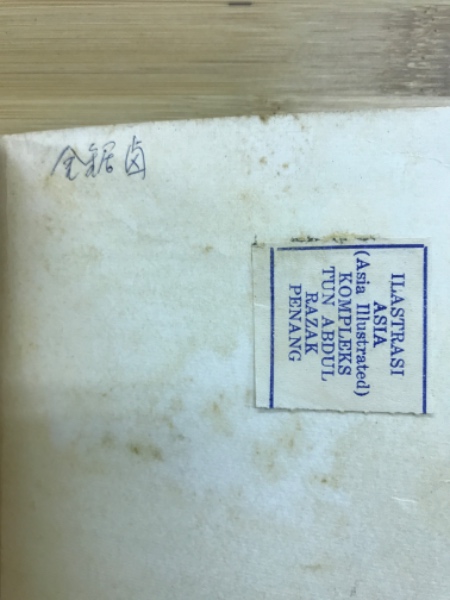 ILASTRASI
ASIA
(Asia Illustrated)
KOMPLEKS
TUN ABDUL
RAZAK
PENANG